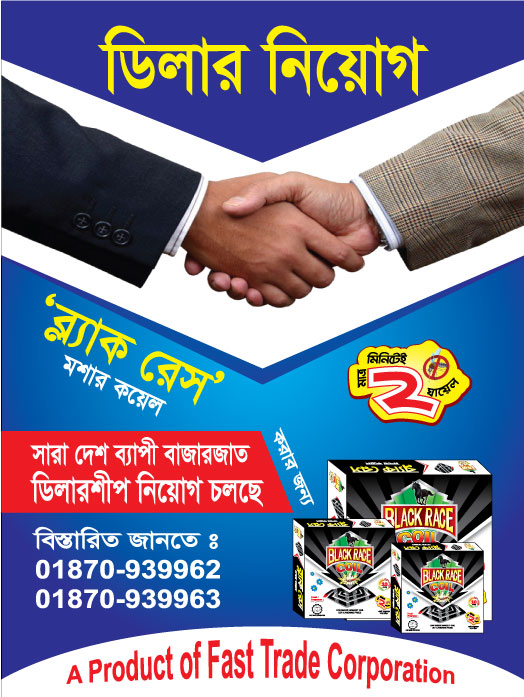 ডিলার নিয়োগ
'ব্ল্যাক রেস'
মশার কয়েল
মাত্র
মিনিটেই
2
ঘায়েল
সারা দেশ ব্যাপী বাজারজাত
করার জন্য
ডিলারশীপ নিয়োগ চলছে
বিস্তারিত জানতে ঃ
01870-939962
01870-939963
BLACK RACE
COIL
BLACK RACE
COIL
BLACK RACE
COIL
A Product of Fast Trade Corporation